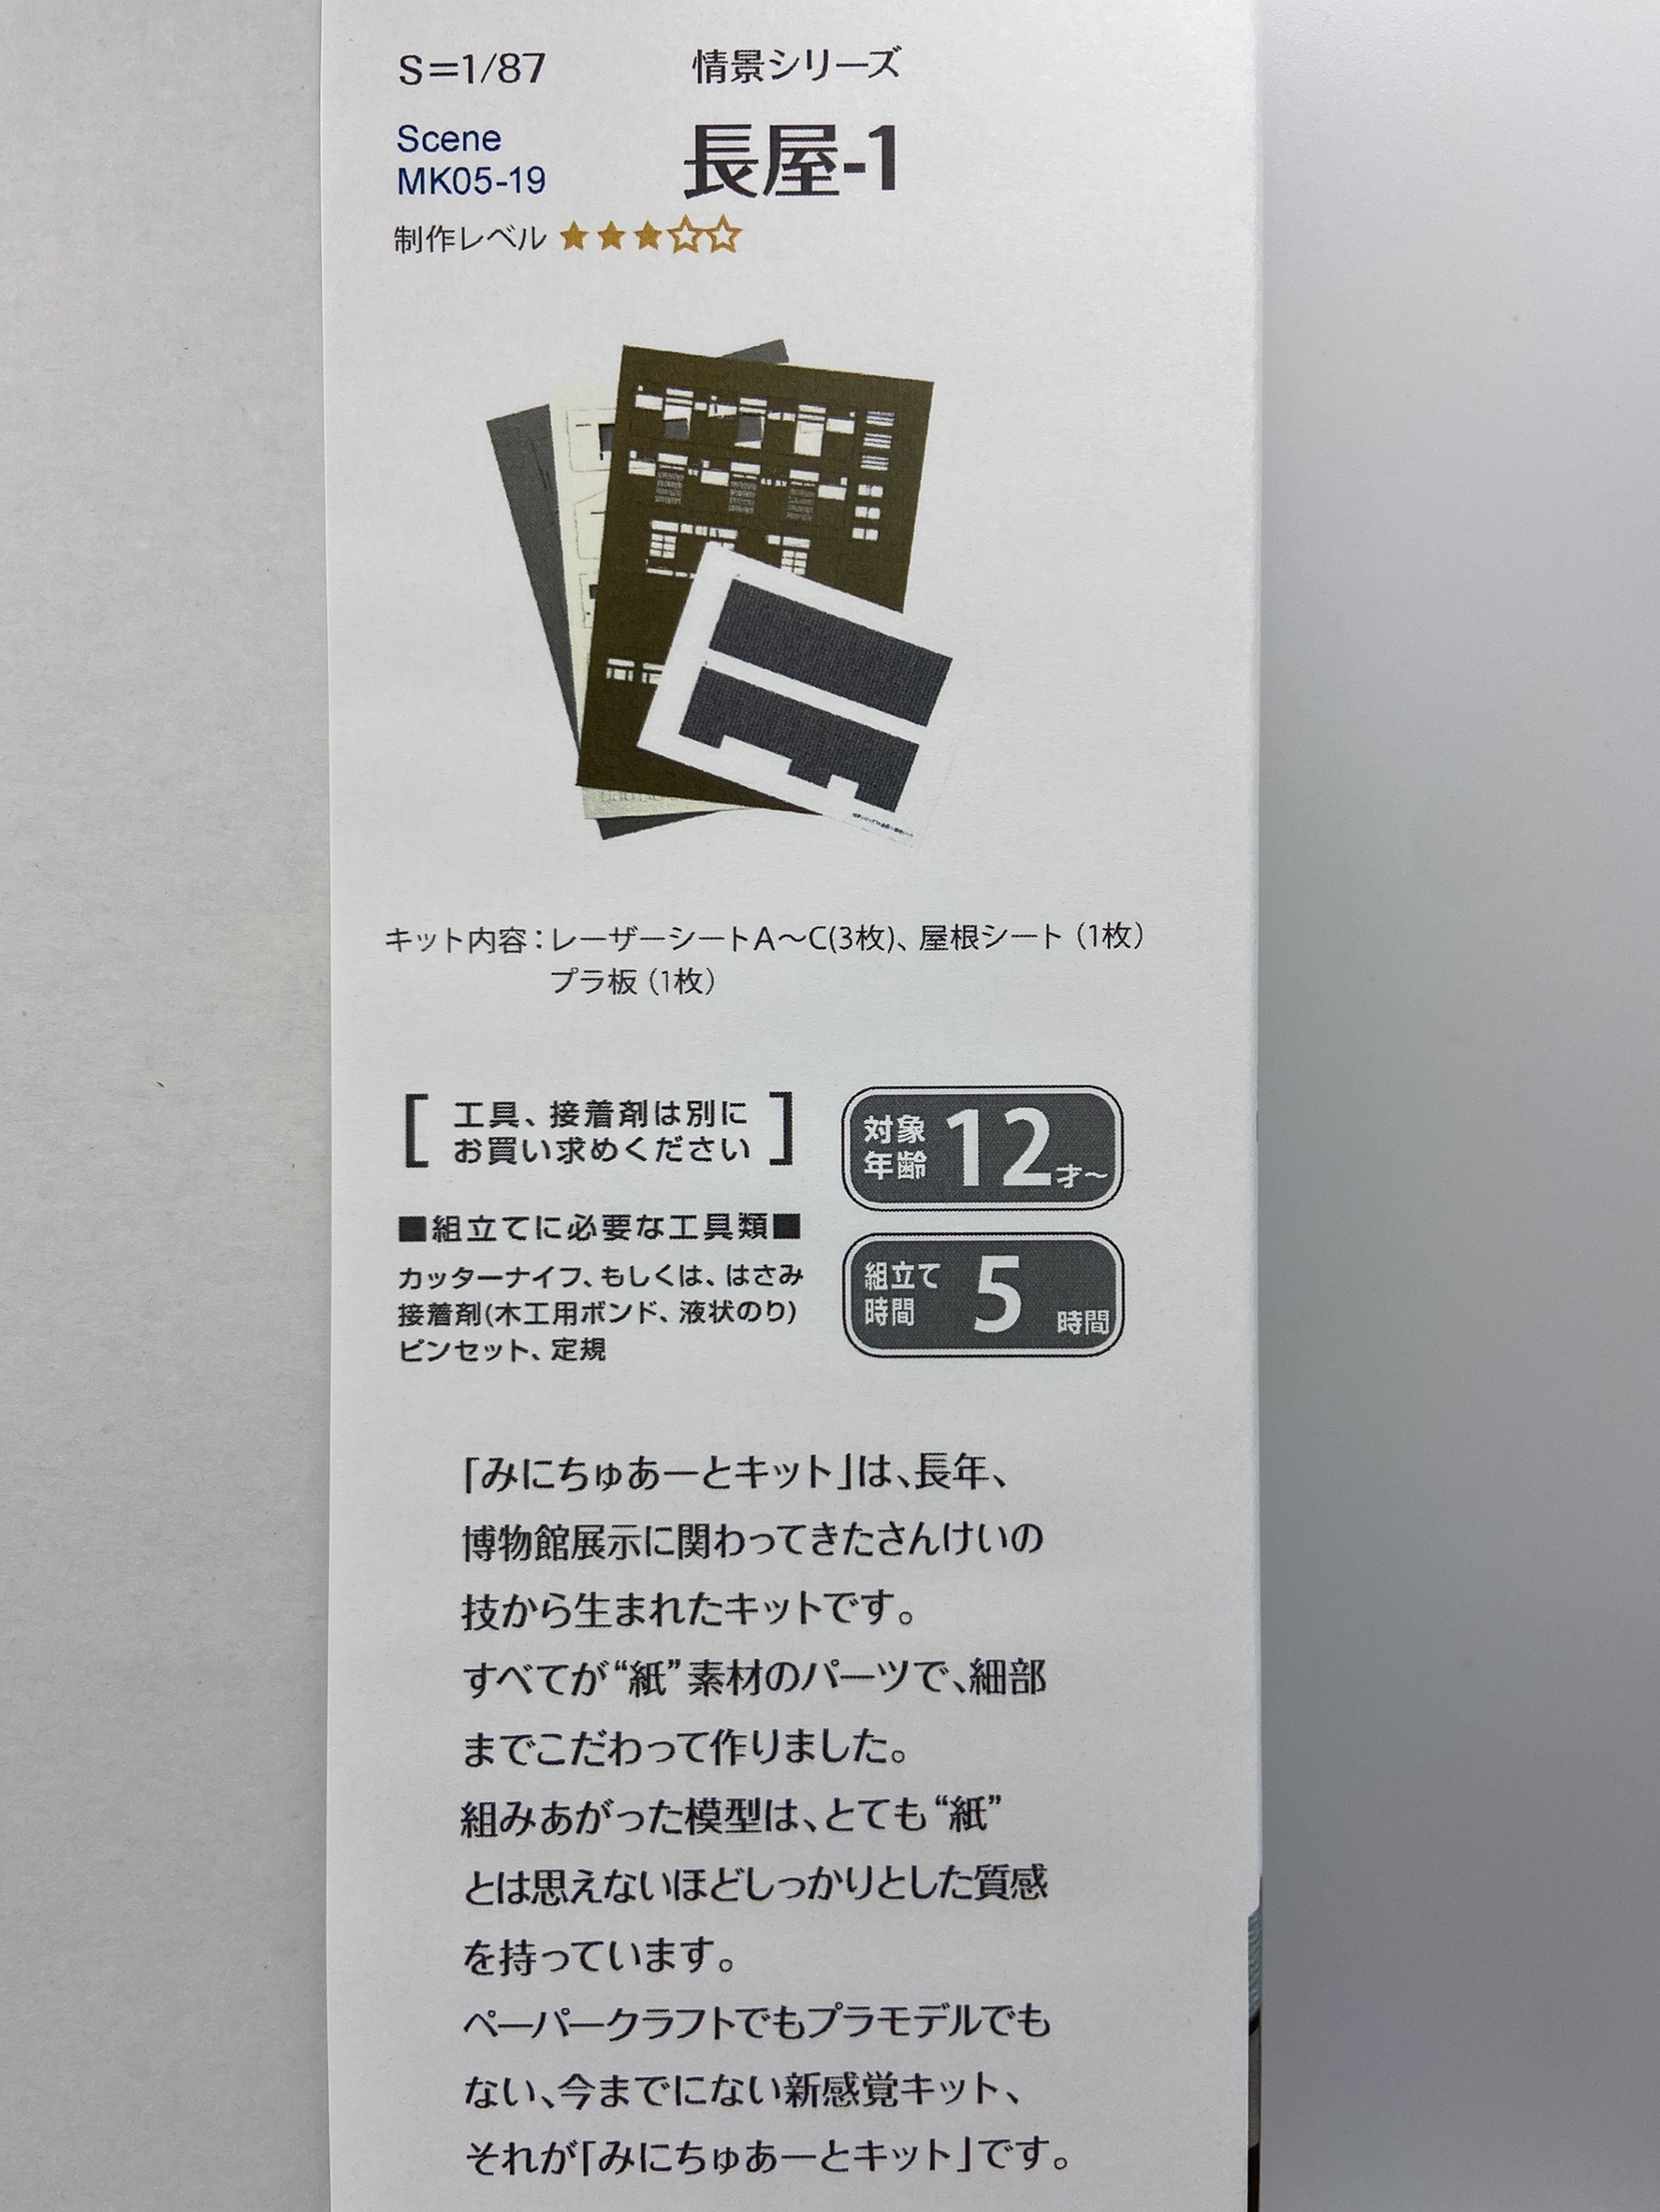 S=1/87
情景シリーズ
Scene
MK05-19
長屋-1
制作レベル ★★★☆☆
キット内容：レーザーシートA〜C(3枚)、屋根シート（1枚）
プラ板（1枚）
[ 工具、接着剤は別に
お買い求めください ]
対象
年齢 12才〜
■組立てに必要な工具類■
カッターナイフ、もしくは、はさみ
接着剤(木工用ボンド、液状のり)
ピンセット、定規
組立て
時間 5 時間
「みにちゅあーとキット」は、長年、
博物館展示に関わってきたさんけいの
技から生まれたキットです。
すべてが“紙”素材のパーツで、細部
までこだわって作りました。
組みあがった模型は、とても“紙”
とは思えないほどしっかりとした質感
を持っています。
ペーパークラフトでもプラモデルでも
ない、今までにない新感覚キット、
それが「みにちゅあーとキット」です。